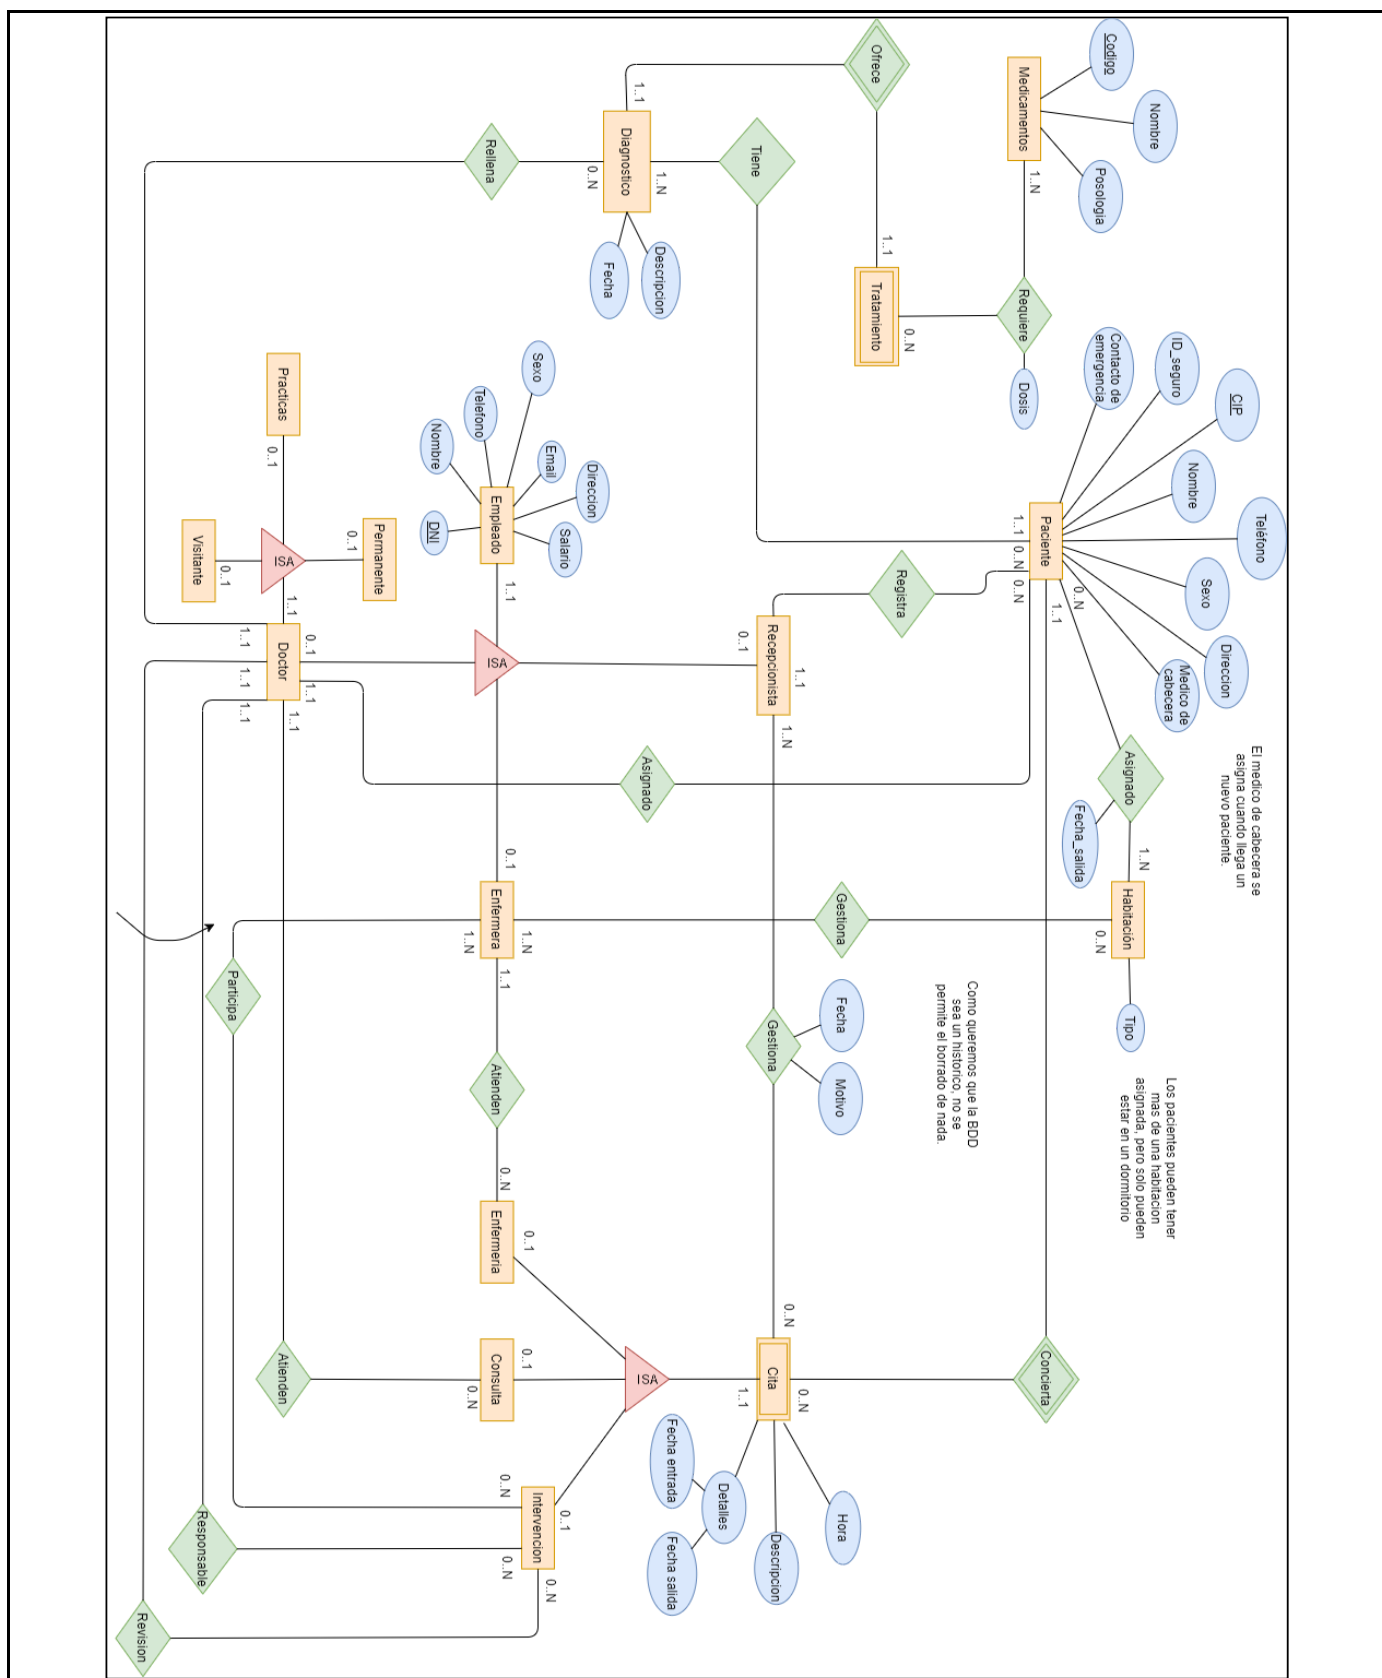 Teléfono
CIP
Nombre
Sexo
Direccion
El medico de cabecera se
asigna cuando llega un
nuevo paciente.
ID_seguro
Nombre
Medico de
cabecera
Los pacientes pueden tener
mas de una habitacion
asignada, pero solo pueden
estar en un dormitorio
Codigo
Posologia
Contacto de
emergencia
Asignado
Fecha_salida
1..N
Habitación
0..N
Tipo
Medicamentos
1..N
Requiere
Dosis
Paciente
0..N
1..1
1..1
0..N
0..N
Concierta
Como queremos que la BDD
sea un historico, no se
permite el borrado de nada.
Ofrece
1..1
Tratamiento
0..N
Registra
Gestiona
Fecha
Motivo
Hora
Tiene
Recepcionista
1..1
0..1
1..N
Gestiona
0..N
Cita
0..N
1..1
Descripcion
Detalles
Fecha entrada
Fecha salida
1..1
Diagnostico
1..N
0..N
Descripcion
Fecha
Asignado
ISA
Rellena
Sexo
Telefono
Nombre
Email
Direccion
Salario
DNI
Empleado
1..1
ISA
0..1
Enfermera
1..N
1..N
1..1
Atienden
0..N
Enfermeria
0..1
Consulta
0..1
0..N
Intervencion
0..1
0..N
0..N
0..N
Practicas
0..1
Permanente
0..1
ISA
Visitante
0..1
1..1
Doctor
0..1
1..1
1..1
1..1
1..1
1..1
Atienden
Participa
Responsable
Revision